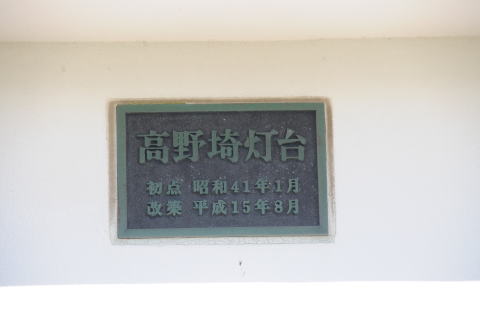 高野埼灯台
初点 昭和41年1月
改築 平成15年8月